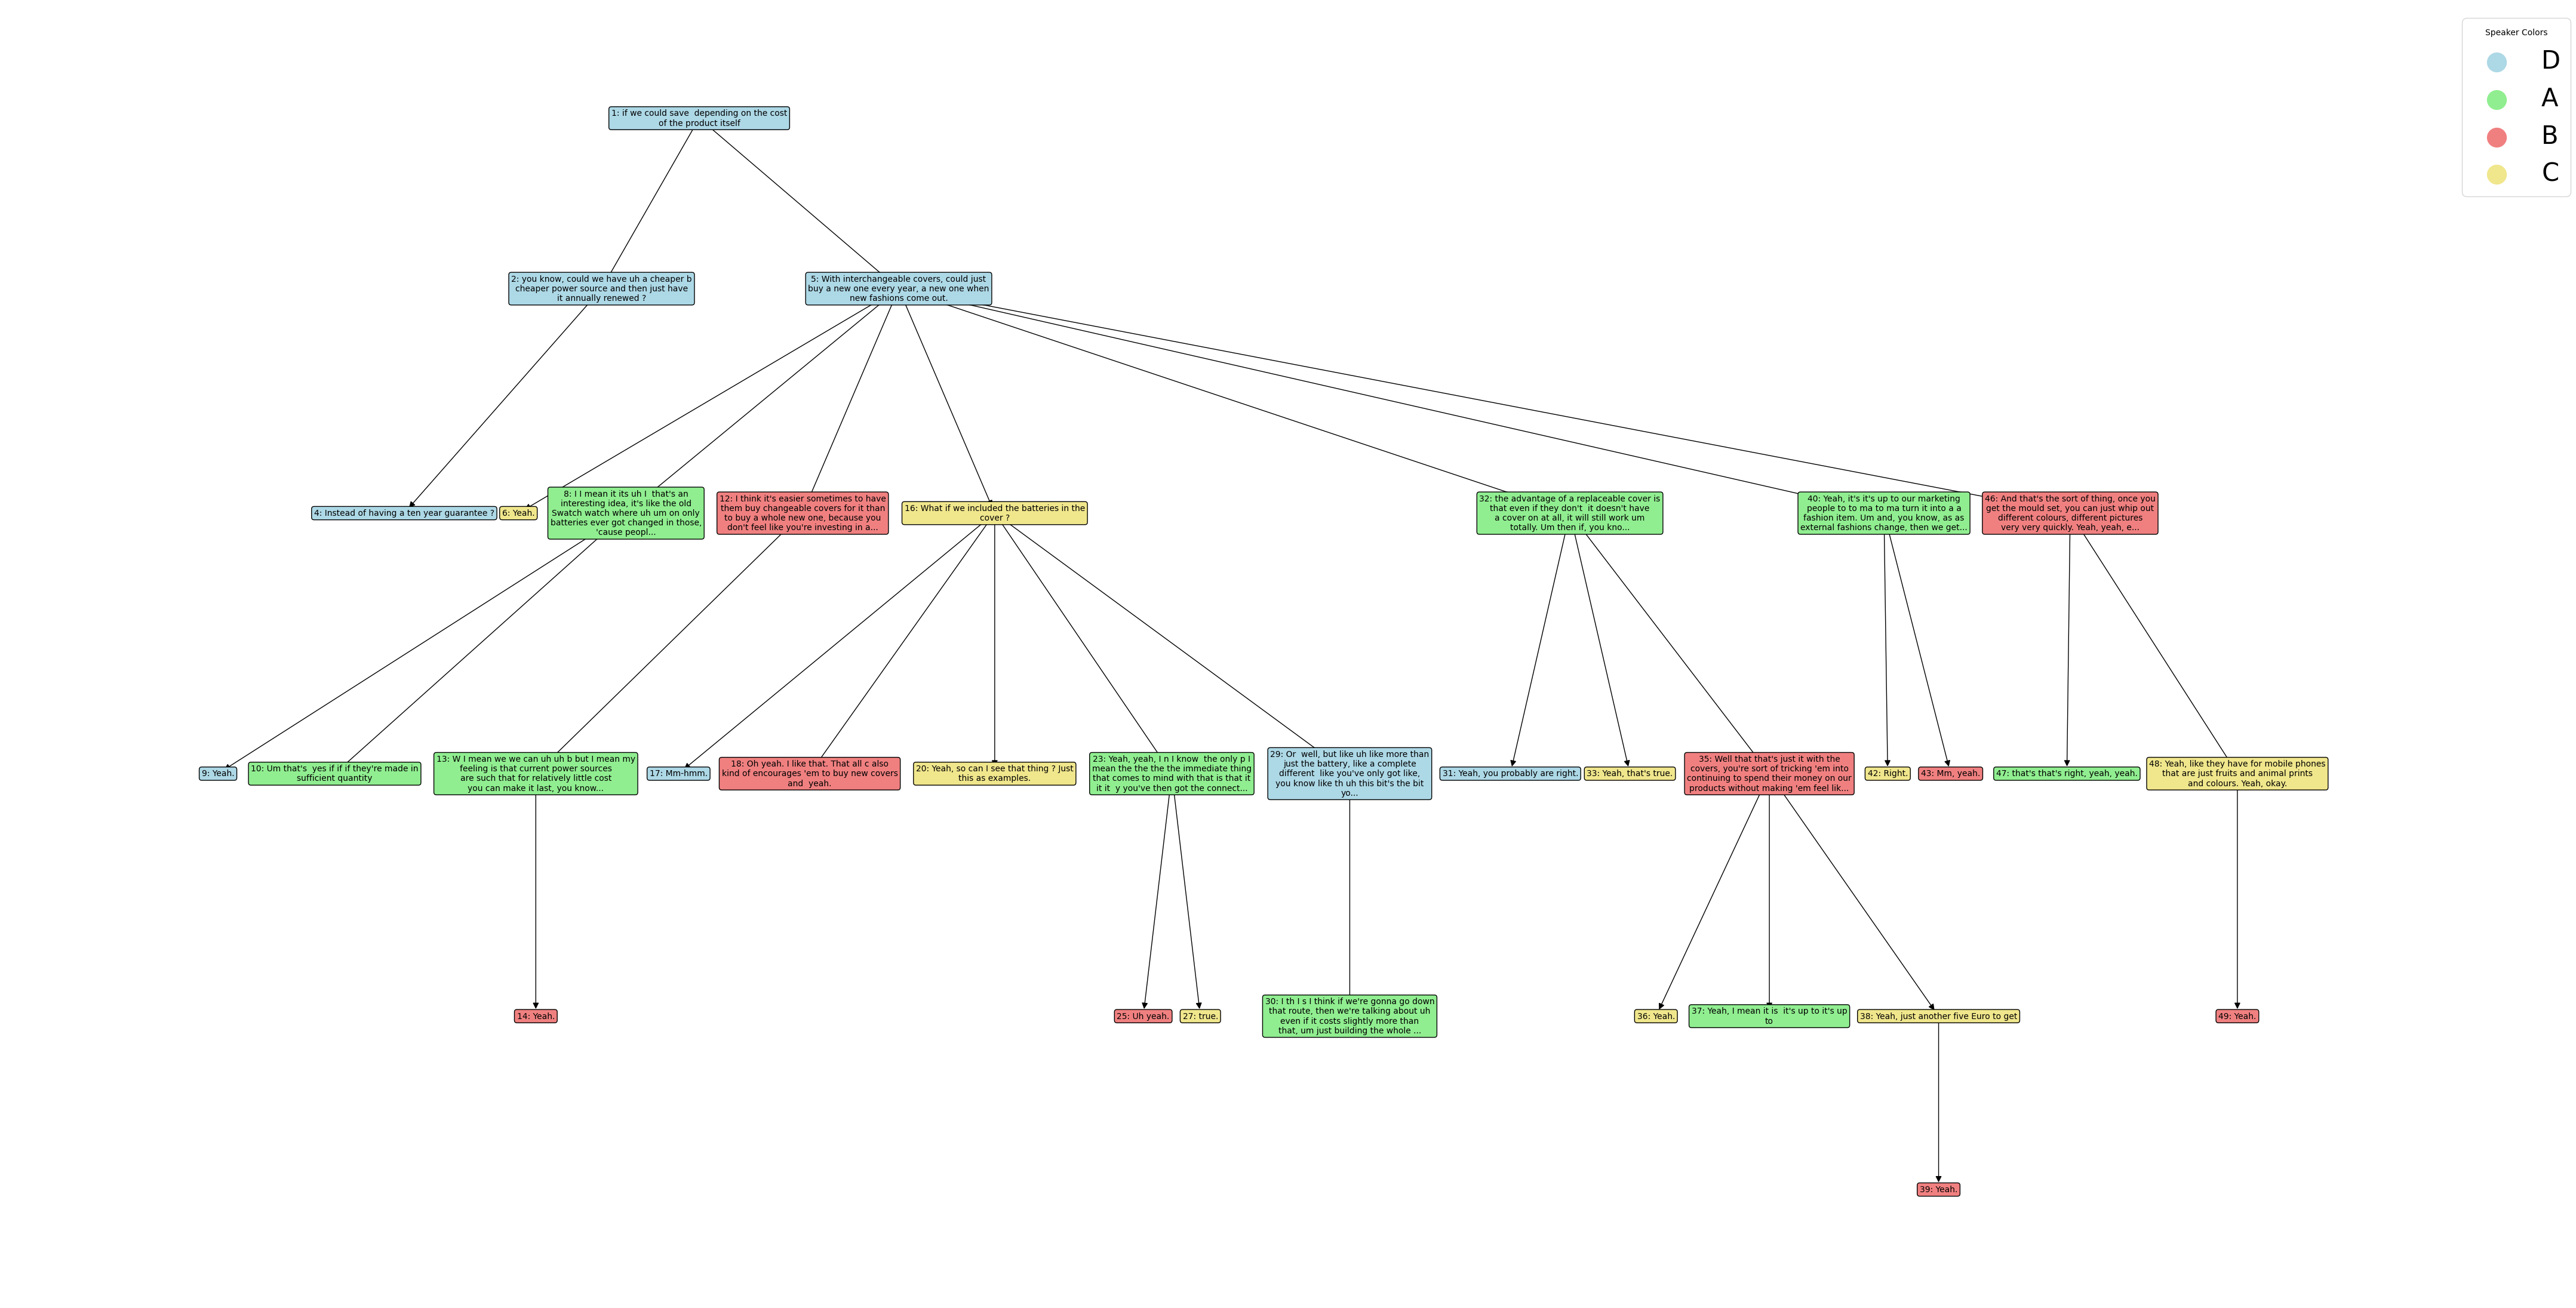 Speaker Colors
D
A
B
C
1: if we could save  depending on the cost
of the product itself
2: you know, could we have uh a cheaper b
cheaper power source and then just have
it annually renewed ?
5: With interchangeable covers, could just
buy a new one every year, a new one when
new fashions come out.
4: Instead of having a ten year guarantee ?
6: Yeah.
8: I I mean it its uh I  that's an
interesting idea, it's like the old
Swatch watch where uh um on only
batteries ever got changed in those,
'cause peopl...
12: I think it's easier sometimes to have
them buy changeable covers for it than
to buy a whole new one, because you
don't feel like you're investing in a...
16: What if we included the batteries in the
cover ?
32: the advantage of a replaceable cover is
that even if they don't  it doesn't have
a cover on at all, it will still work um
totally. Um then if, you kno...
40: Yeah, it's it's up to our marketing
people to to ma to ma turn it into a a
fashion item. Um and, you know, as as
external fashions change, then we get...
46: And that's the sort of thing, once you
get the mould set, you can just whip out
different colours, different pictures
very very quickly. Yeah, yeah, e...
9: Yeah.
10: Um that's  yes if if if they're made in
sufficient quantity
13: W I mean we we can uh uh b but I mean my
feeling is that current power sources
are such that for relatively little cost
you can make it last, you know...
17: Mm-hmm.
18: Oh yeah. I like that. That all c also
kind of encourages 'em to buy new covers
and  yeah.
20: Yeah, so can I see that thing ? Just
this as examples.
23: Yeah, yeah, I n I know  the only p I
mean the the the the immediate thing
that comes to mind with that is that it
it it  y you've then got the connect...
29: Or  well, but like uh like more than
just the battery, like a complete
different  like you've only got like,
you know like th uh this bit's the bit
yo...
31: Yeah, you probably are right.
33: Yeah, that's true.
35: Well that that's just it with the
covers, you're sort of tricking 'em into
continuing to spend their money on our
products without making 'em feel lik...
42: Right.
43: Mm, yeah.
47: that's that's right, yeah, yeah.
48: Yeah, like they have for mobile phones
that are just fruits and animal prints
and colours. Yeah, okay.
14: Yeah.
25: Uh yeah.
27: true.
30: I th I s I think if we're gonna go down
that route, then we're talking about uh
even if it costs slightly more than
that, um just building the whole ...
36: Yeah.
37: Yeah, I mean it is  it's up to it's up
to
38: Yeah, just another five Euro to get
49: Yeah.
39: Yeah.